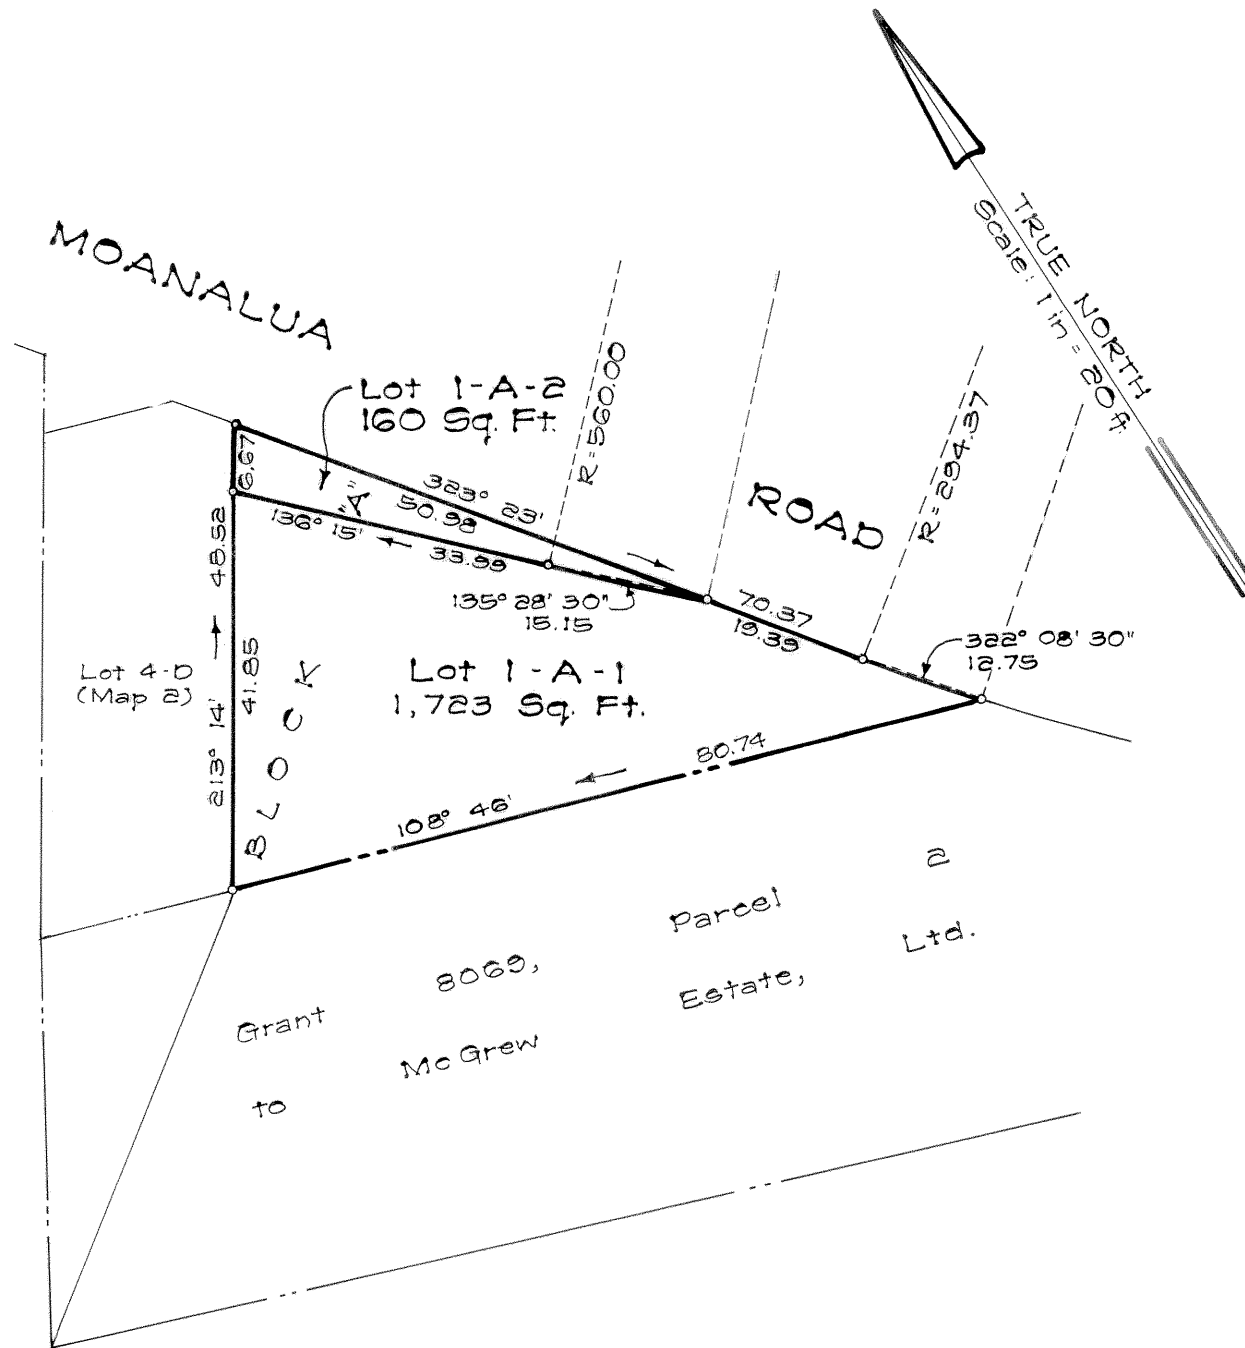 TRUE NORTH
Scale: 1 in = 20 ft.
MOANALUA
ROAD
Lot 1-A-2
160 Sq. Ft.
R=560.00
R=294.37
6.67
323° 23'
50.98
"A"
136° 15'
33.99
135° 28' 30"
15.15
70.37
19.39
322° 08' 30"
12.75
48.52
41.85
213° 14'
Lot 4-D
(Map 2)
BLOCK
Lot 1-A-1
1,723 Sq. Ft.
80.74
108° 46'
Grant 8069, Parcel 2
to McGrew Estate, Ltd.